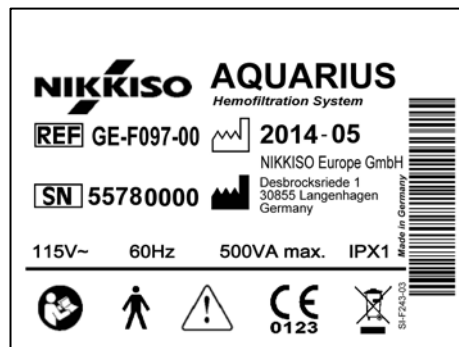 NIKKISO
AQUARIUS
Hemofiltration System
REF GE-F097-00
2014-05
NIKKISO Europe GmbH
SN 55780000
Desbrocksriede 1
30855 Langenhagen
Germany
115V~ 60Hz 500VA max. IPX1
Made in Germany
SI-F243-03
CE
0123